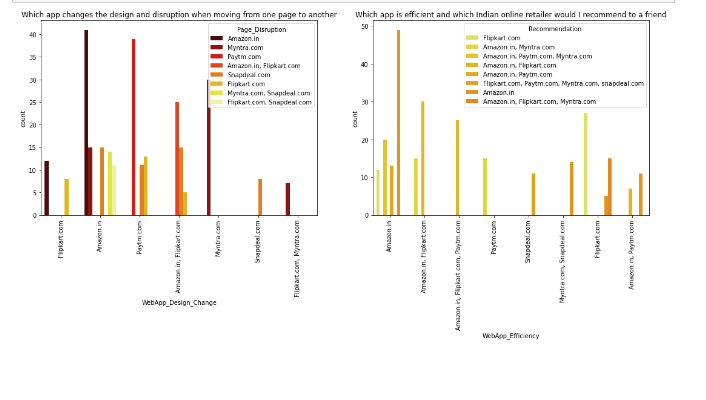 Which app changes the design and disruption when moving from one page to another
count
40
35
30
25
20
15
10
5
0
Page_Disruption
Amazon.in
Myntra.com
Paytm.com
Amazon.in, Flipkart.com
Snapdeal.com
Flipkart.com
Myntra.com, Snapdeal.com
Flipkart.com, Snapdeal.com
Flipkart.com
Amazon.in
Paytm.com
Amazon.in, Flipkart.com
Myntra.com
Snapdeal.com
Flipkart.com, Myntra.com
WebApp_Design_Change
Which app is efficient and which Indian online retailer would I recommend to a friend
count
50
40
30
20
10
0
Recommendation
Flipkart.com
Amazon.in, Myntra.com
Amazon.in, Paytm.com, Myntra.com
Amazon.in, Flipkart.com
Amazon.in, Paytm.com
Flipkart.com, Paytm.com, Myntra.com, snapdeal.com
Amazon.in
Amazon.in, Flipkart.com, Myntra.com
Amazon.in
Amazon.in, Flipkart.com
Amazon.in, Flipkart.com, Paytm.com
Paytm.com
Snapdeal.com
Myntra.com, Snapdeal.com
Flipkart.com
Amazon.in, Paytm.com
WebApp_Efficiency